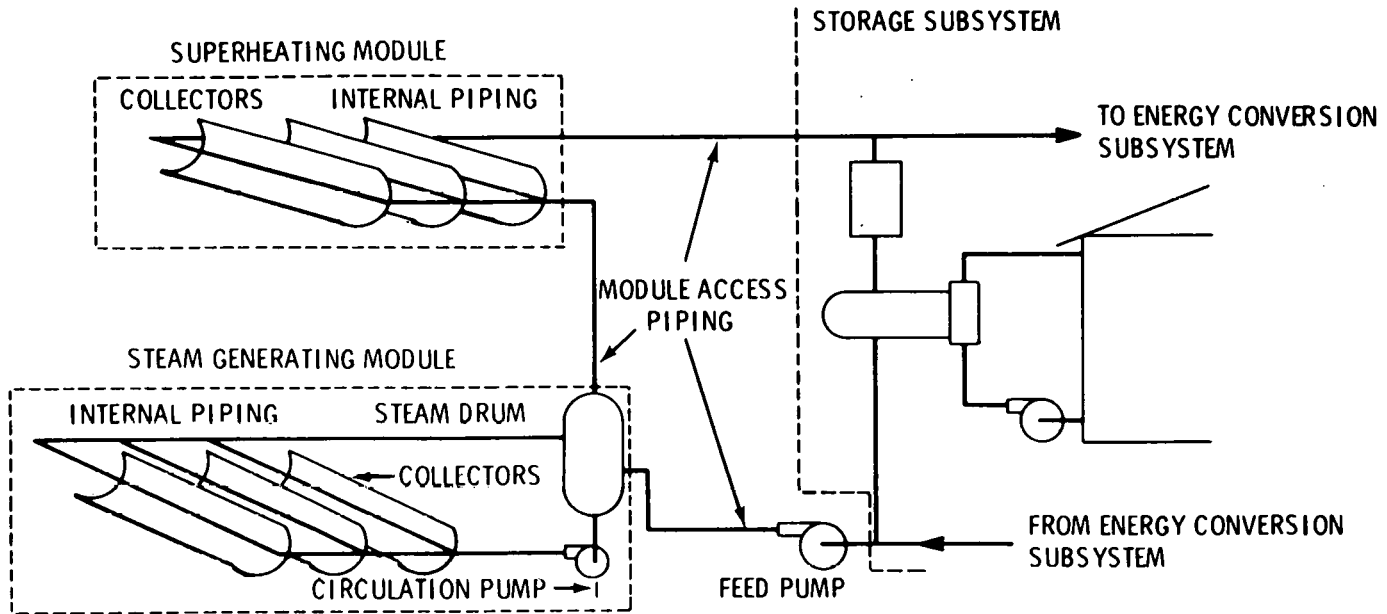 STORAGE SUBSYSTEM
SUPERHEATING MODULE
COLLECTORS
INTERNAL PIPING
TO ENERGY CONVERSION
SUBSYSTEM
MODULE ACCESS
PIPING
STEAM GENERATING MODULE
INTERNAL PIPING
STEAM DRUM
COLLECTORS
CIRCULATION PUMP
FEED PUMP
FROM ENERGY CONVERSION
SUBSYSTEM